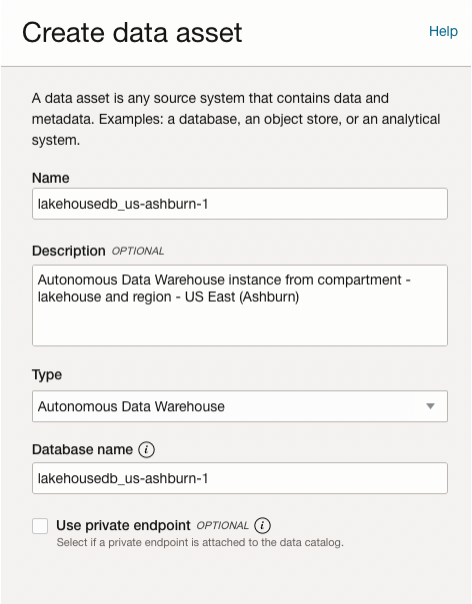 Create data asset
Help
A data asset is any source system that contains data and
metadata. Examples: a database, an object store, or an analytical
system.
Name
lakehousedb_us-ashburn-1
Description OPTIONAL
Autonomous Data Warehouse instance from compartment -
lakehouse and region - US East (Ashburn)
Type
Autonomous Data Warehouse
Database name i
lakehousedb_us-ashburn-1
Use private endpoint OPTIONAL i
Select if a private endpoint is attached to the data catalog.